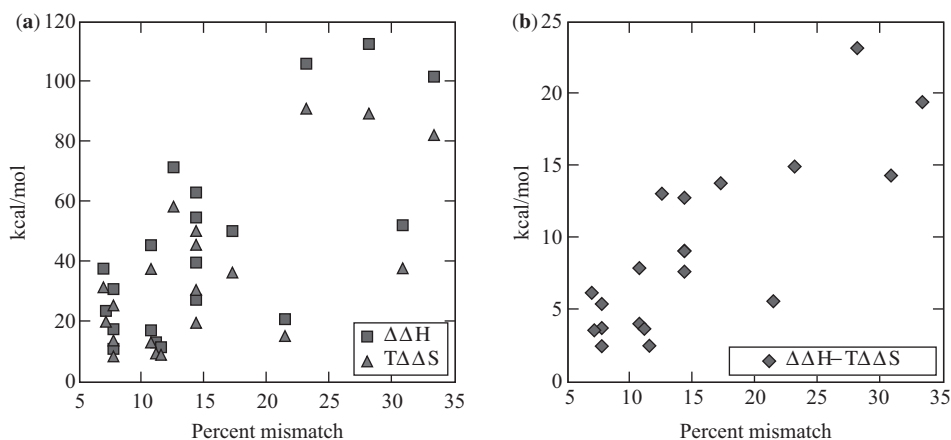 (a)
120
100
80
60
40
20
0
kcal/mol
5 10 15 20 25 30 35
Percent mismatch
ΔΔH
TΔΔS
(b)
25
20
15
10
5
0
kcal/mol
5 10 15 20 25 30 35
Percent mismatch
ΔΔH–TΔΔS